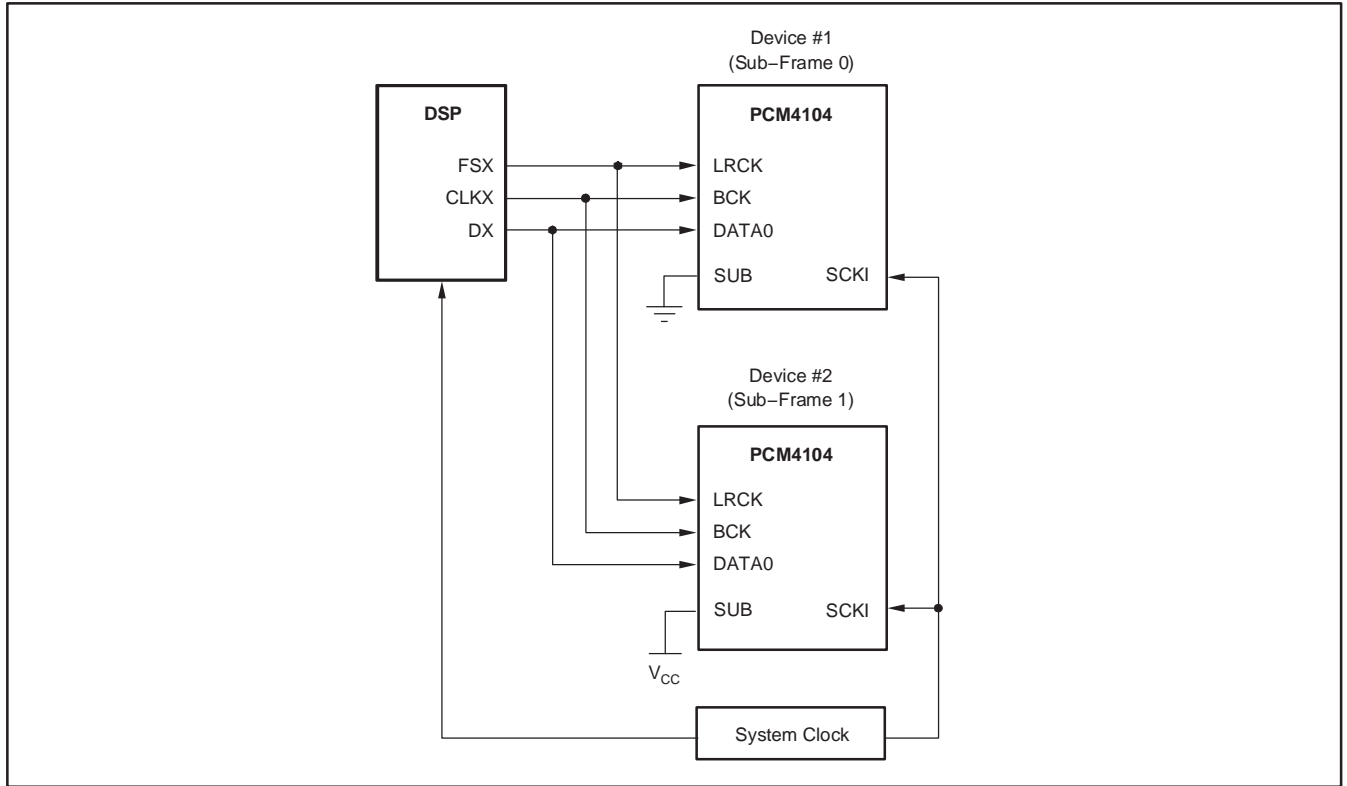 Device #1
(Sub−Frame 0)
DSP
FSX
CLKX
DX
PCM4104
LRCK
BCK
DATA0
SUB
SCKI
Device #2
(Sub−Frame 1)
PCM4104
LRCK
BCK
DATA0
SUB
SCKI
VCC
System Clock